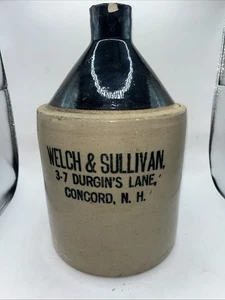 WELCH & SULLIVAN,
3-7 DURGIN'S LANE,
CONCORD, N. H.